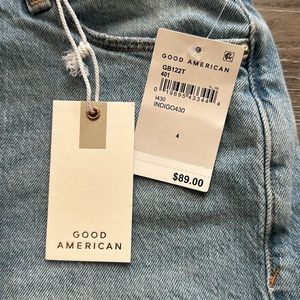 GOOD AMERICAN
GB122T
401
I430
INDIGO430
4
$89.00
GOOD
AMERICAN